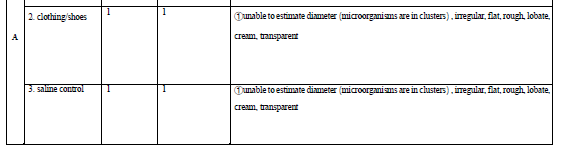 2. clothing/shoes 1 1 ①unable to estimate diameter (microorganisms are in clusters) , irregular, flat, rough, lobate,
cream, transparent
A
3. saline control 1 1 ①unable to estimate diameter (microorganisms are in clusters) , irregular, flat, rough, lobate,
cream, transparent